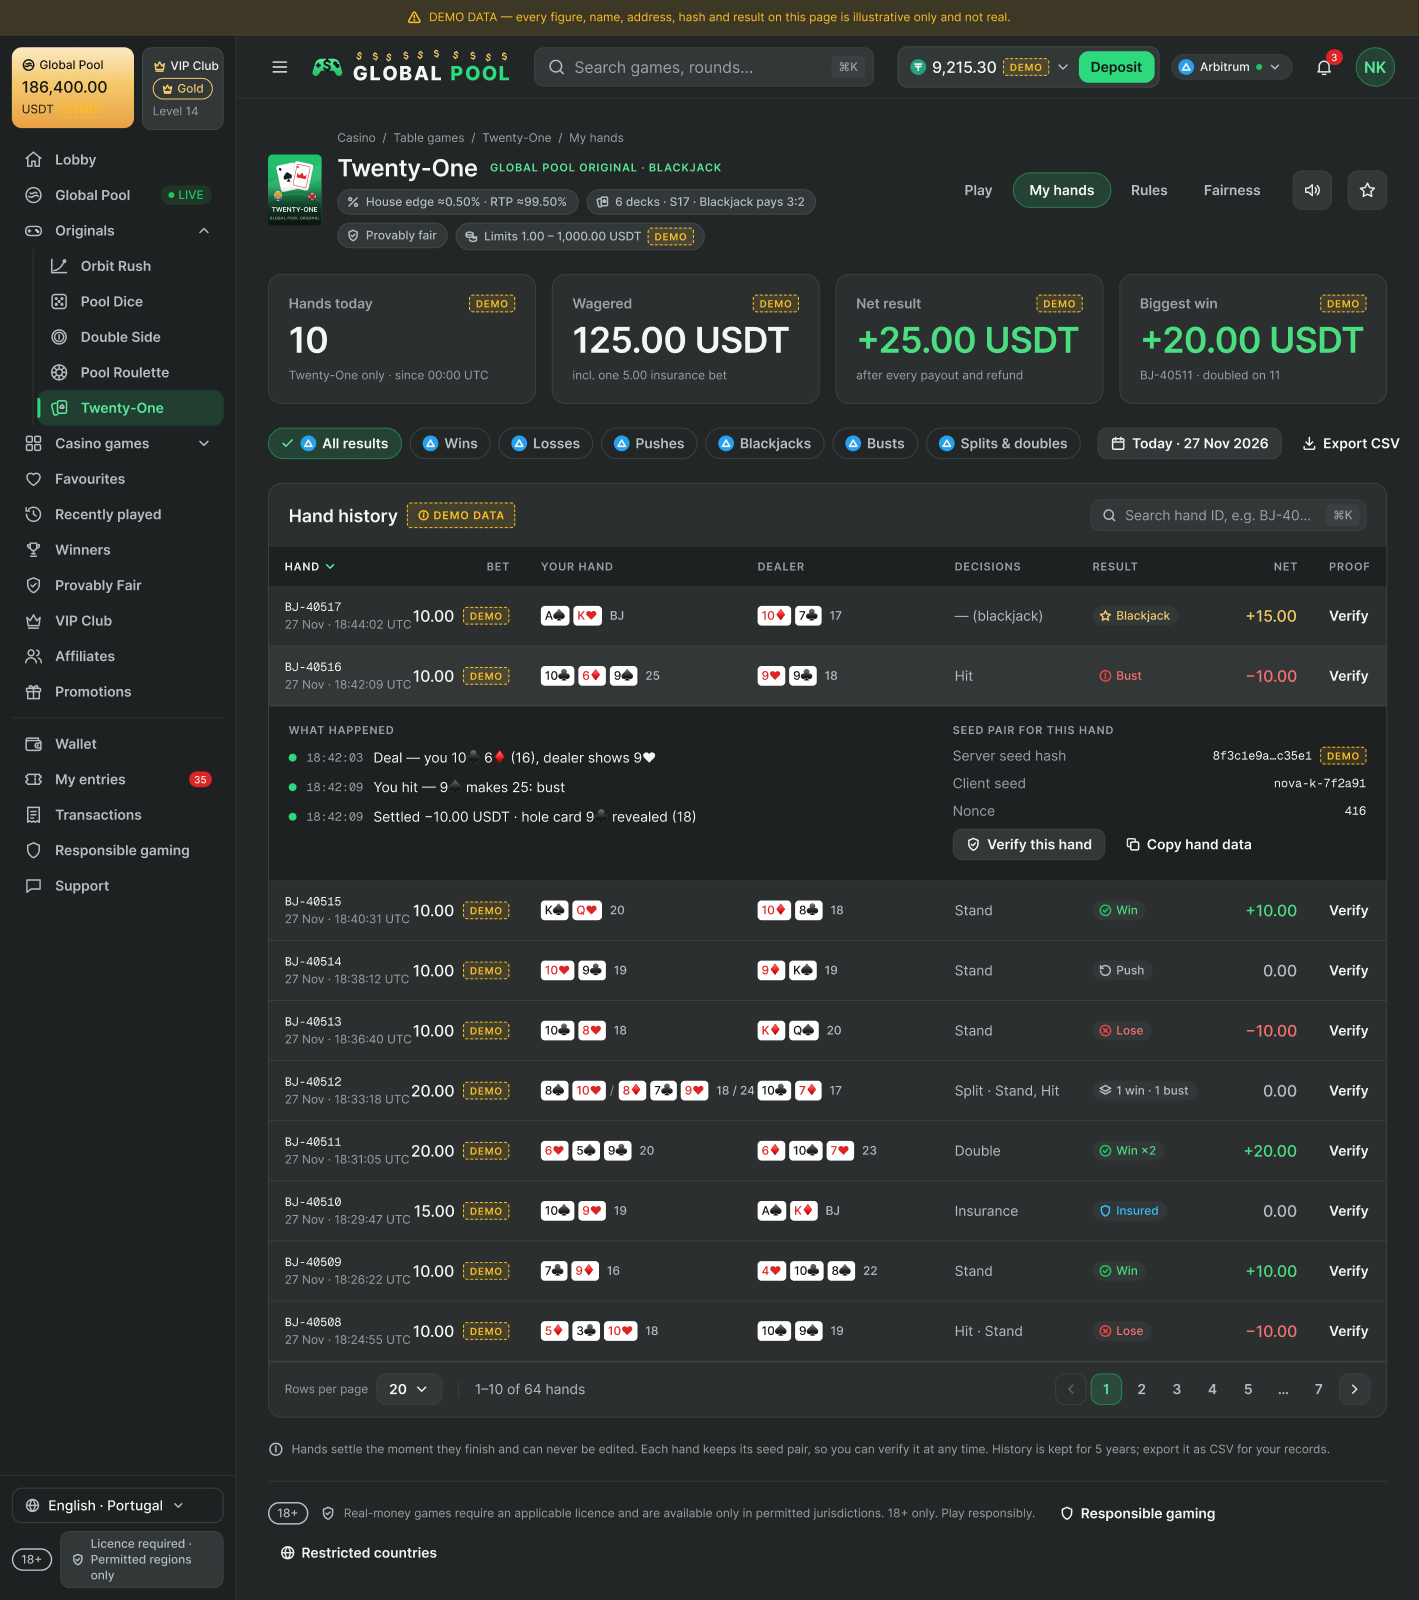 DEMO DATA — every figure, name, address, hash and result on this page is illustrative only and not real.
Global Pool
186,400.00
USDT DEMO
VIP Club
Gold
Level 14
Lobby
Global Pool LIVE
Originals
Orbit Rush
Pool Dice
Double Side
Pool Roulette
Twenty-One
Casino games
Favourites
Recently played
Winners
Provably Fair
VIP Club
Affiliates
Promotions
Wallet
My entries 35
Transactions
Responsible gaming
Support
English · Portugal
18+
Licence required ·
Permitted regions
only
GLOBAL POOL
Search games, rounds... ⌘K
9,215.30 DEMO Deposit
Arbitrum
3
NK
Casino / Table games / Twenty-One / My hands
TWENTY-ONE
GLOBAL POOL ORIGINAL
Twenty-One GLOBAL POOL ORIGINAL · BLACKJACK
House edge ≈0.50% · RTP ≈99.50%
6 decks · S17 · Blackjack pays 3:2
Provably fair
Limits 1.00 – 1,000.00 USDT DEMO
Play My hands Rules Fairness
Hands today DEMO
10
Twenty-One only · since 00:00 UTC
Wagered DEMO
125.00 USDT
incl. one 5.00 insurance bet
Net result DEMO
+25.00 USDT
after every payout and refund
Biggest win DEMO
+20.00 USDT
BJ-40511 · doubled on 11
All results Wins Losses Pushes Blackjacks Busts Splits & doubles Today · 27 Nov 2026 Export CSV
Hand history DEMO DATA
Search hand ID, e.g. BJ-40... ⌘K
HAND BET YOUR HAND DEALER DECISIONS RESULT NET PROOF
BJ-40517
27 Nov · 18:44:02 UTC 10.00 DEMO A♠ K♥ BJ 10♦ 7♣ 17 — (blackjack) Blackjack +15.00 Verify
BJ-40516
27 Nov · 18:42:09 UTC 10.00 DEMO 10♣ 6♦ 9♠ 25 9♥ 9♣ 18 Hit Bust −10.00 Verify
WHAT HAPPENED
18:42:03 Deal — you 10♣ 6♦ (16), dealer shows 9♥
18:42:09 You hit — 9♠ makes 25: bust
18:42:09 Settled −10.00 USDT · hole card 9♣ revealed (18)
SEED PAIR FOR THIS HAND
Server seed hash 8f3c1e9a…c35e1 DEMO
Client seed nova-k-7f2a91
Nonce 416
Verify this hand Copy hand data
BJ-40515
27 Nov · 18:40:31 UTC 10.00 DEMO K♠ Q♥ 20 10♦ 8♣ 18 Stand Win +10.00 Verify
BJ-40514
27 Nov · 18:38:12 UTC 10.00 DEMO 10♥ 9♣ 19 9♦ K♠ 19 Stand Push 0.00 Verify
BJ-40513
27 Nov · 18:36:40 UTC 10.00 DEMO 10♣ 8♥ 18 K♦ Q♠ 20 Stand Lose −10.00 Verify
BJ-40512
27 Nov · 18:33:18 UTC 20.00 DEMO 8♠ 10♥ / 8♦ 7♣ 9♥ 18 / 24 10♣ 7♦ 17 Split · Stand, Hit 1 win · 1 bust 0.00 Verify
BJ-40511
27 Nov · 18:31:05 UTC 20.00 DEMO 6♥ 5♠ 9♣ 20 6♦ 10♠ 7♥ 23 Double Win ×2 +20.00 Verify
BJ-40510
27 Nov · 18:29:47 UTC 15.00 DEMO 10♠ 9♥ 19 A♠ K♦ BJ Insurance Insured 0.00 Verify
BJ-40509
27 Nov · 18:26:22 UTC 10.00 DEMO 7♣ 9♦ 16 4♥ 10♣ 8♠ 22 Stand Win +10.00 Verify
BJ-40508
27 Nov · 18:24:55 UTC 10.00 DEMO 5♦ 3♣ 10♥ 18 10♠ 9♠ 19 Hit · Stand Lose −10.00 Verify
Rows per page 20 1–10 of 64 hands 1 2 3 4 5 ... 7
Hands settle the moment they finish and can never be edited. Each hand keeps its seed pair, so you can verify it at any time. History is kept for 5 years; export it as CSV for your records.
18+ Real-money games require an applicable licence and are available only in permitted jurisdictions. 18+ only. Play responsibly. Responsible gaming
Restricted countries